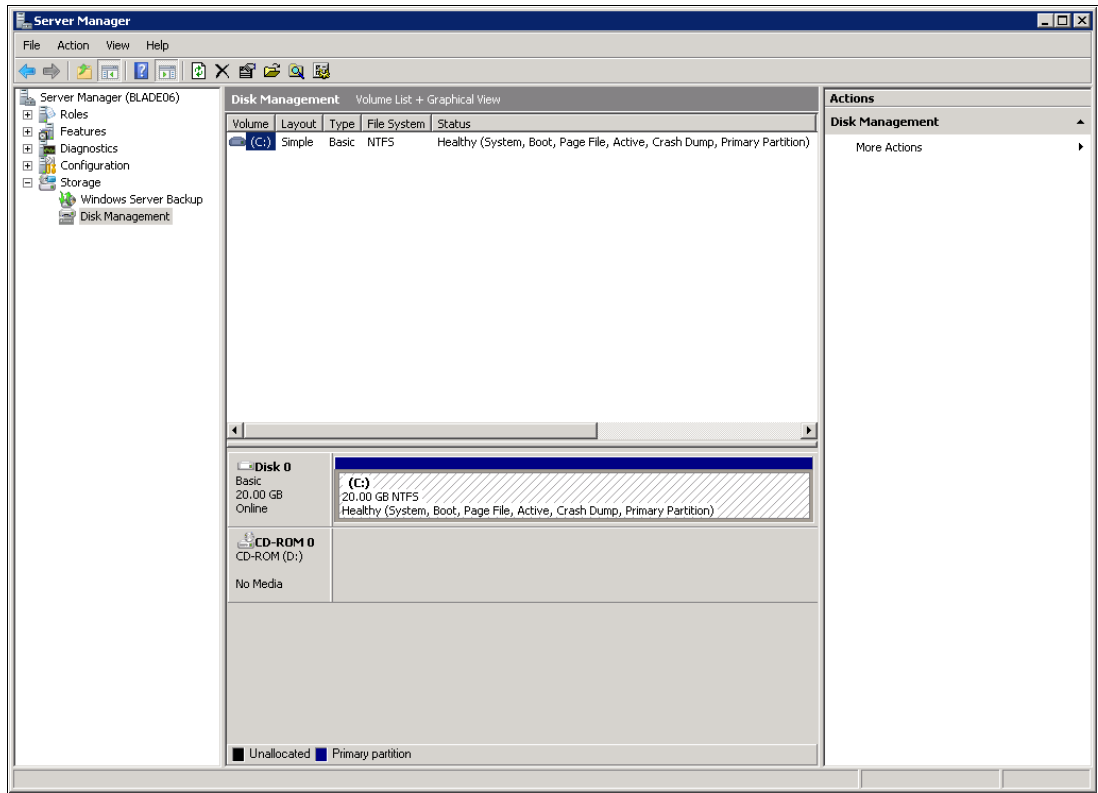 Server Manager
File Action View Help
Server Manager (BLADE06)
Roles
Features
Diagnostics
Configuration
Storage
Windows Server Backup
Disk Management
Disk Management Volume List + Graphical View
Volume Layout Type File System Status
(C:) Simple Basic NTFS Healthy (System, Boot, Page File, Active, Crash Dump, Primary Partition)
Disk 0
Basic
20.00 GB
Online
(C:)
20.00 GB NTFS
Healthy (System, Boot, Page File, Active, Crash Dump, Primary Partition)
CD-ROM 0
CD-ROM (D:)
No Media
Unallocated Primary partition
Actions
Disk Management
More Actions